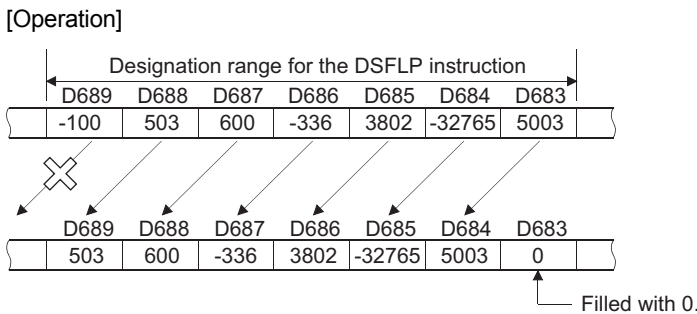 [Operation]
Designation range for the DSFLP instruction
D689 D688 D687 D686 D685 D684 D683
-100 503 600 -336 3802 -32765 5003
D689 D688 D687 D686 D685 D684 D683
503 600 -336 3802 -32765 5003 0
Filled with 0.